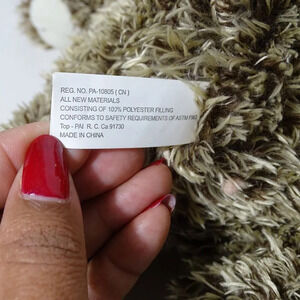 REG. NO. PA-10805 ( CN )
ALL NEW MATERIALS
CONSISTING OF 100% POLYESTER FILLING
CONFORMS TO SAFETY REQUIREMENTS OF ASTM F963
Top - PAI R. C. Ca 91730
MADE IN CHINA